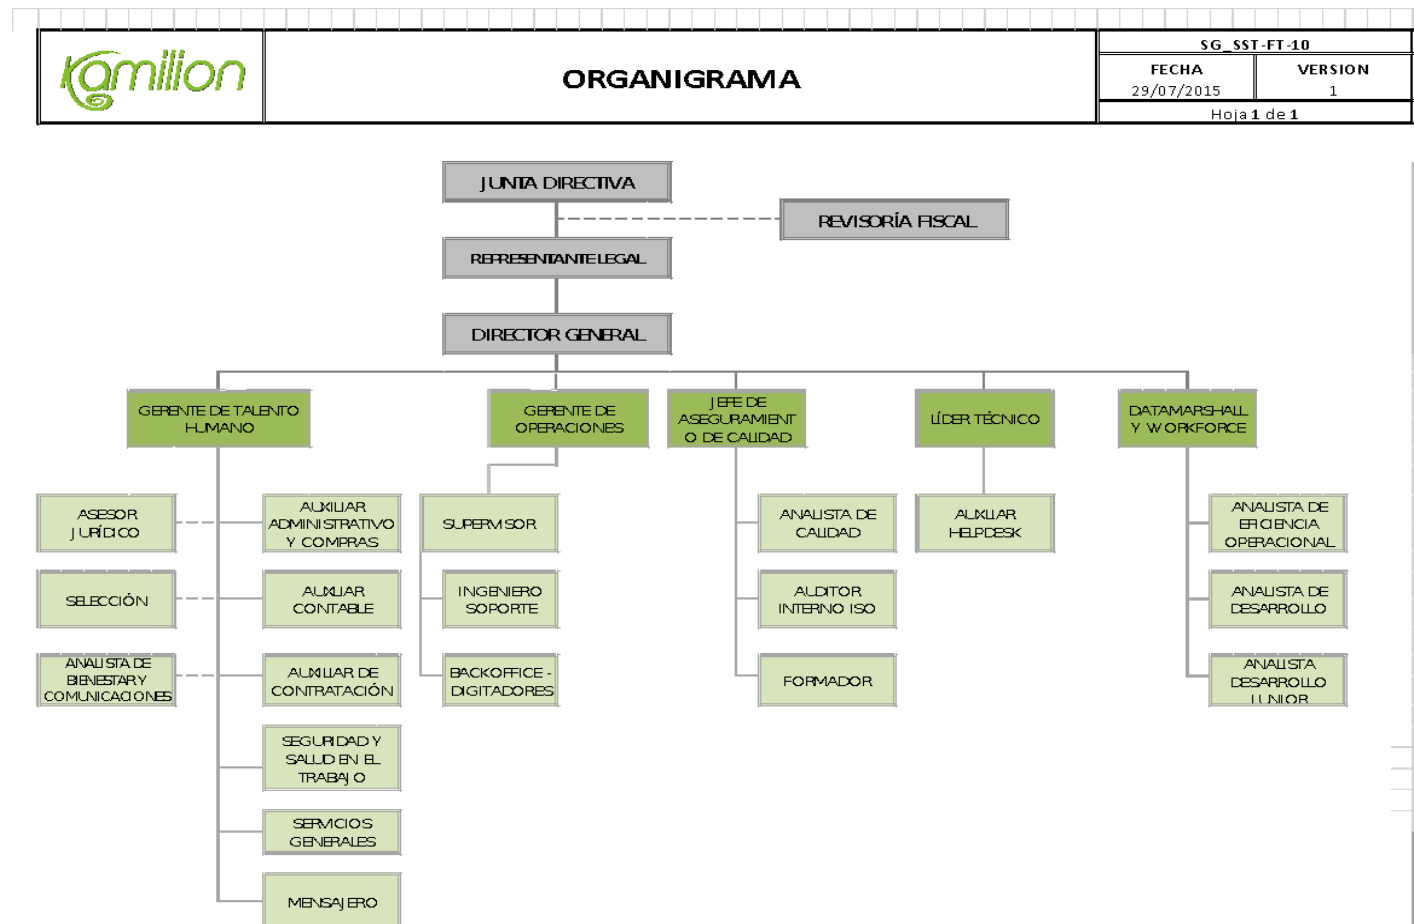 Kamilion
ORGANIGRAMA
SG_SST-FT-10
FECHA
VERSION
29/07/2015
1
Hoja 1 de 1
JUNTA DIRECTIVA
REVISORÍA FISCAL
REPRESENTANTE LEGAL
DIRECTOR GENERAL
GERENTE DE TALENTO
HUMANO
GERENTE DE
OPERACIONES
JEFE DE
ASEGURAMIENT
O DE CALIDAD
LÍDER TÉCNICO
DATAMARSHALL
Y WORKFORCE
ASESOR
JURÍDICO
AUXILIAR
ADMINISTRATIVO
Y COMPRAS
SUPERVISOR
ANALISTA DE
CALIDAD
AUXILIAR
HELPDESK
ANALISTA DE
EFICIENCIA
OPERACIONAL
SELECCIÓN
AUXILIAR
CONTABLE
INGENIERO
SOPORTE
AUDITOR
INTERNO ISO
ANALISTA DE
DESARROLLO
ANALISTA DE
BIENESTAR Y
COMUNICACIONES
AUXILIAR DE
CONTRATACIÓN
BACKOFFICE -
DIGITADORES
FORMADOR
ANALISTA
DESARROLLO
JUNIOR
SEGURIDAD Y
SALUD EN EL
TRABAJO
SERVICIOS
GENERALES
MENSAJERO